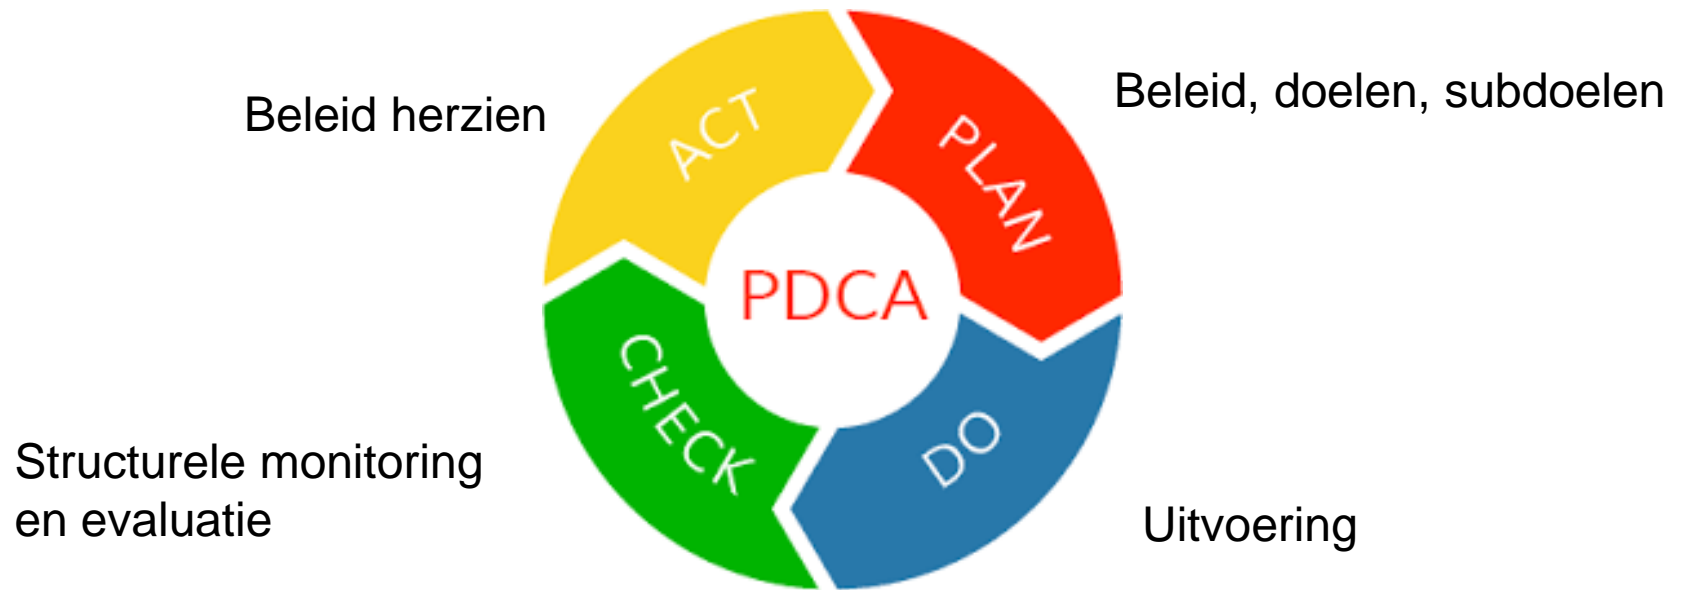 Beleid herzien
ACT
PLAN
Beleid, doelen, subdoelen
PDCA
CHECK
DO
Structurele monitoring
en evaluatie
Uitvoering